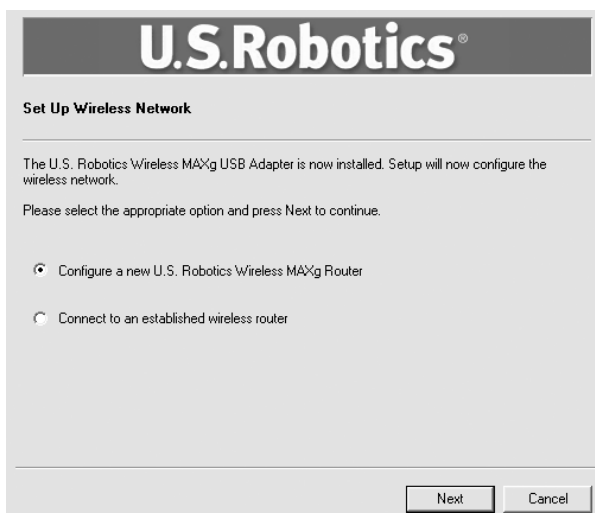 U.S.Robotics®
Set Up Wireless Network
The U.S. Robotics Wireless MAXg USB Adapter is now installed. Setup will now configure the
wireless network.
Please select the appropriate option and press Next to continue.
Configure a new U.S. Robotics Wireless MAXg Router
Connect to an established wireless router
Next Cancel